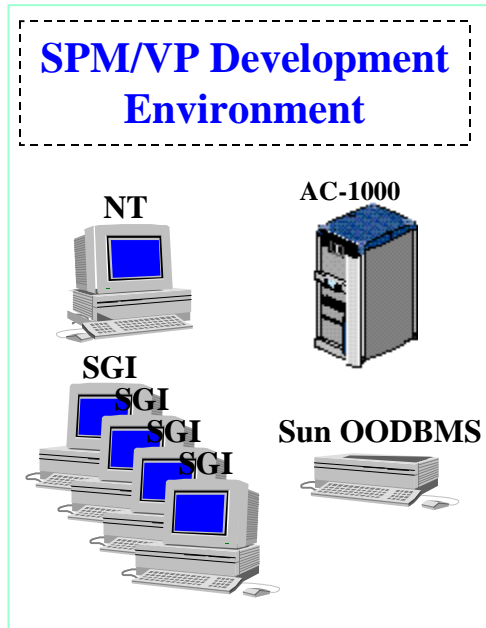 SPM/VP Development
Environment
NT
AC-1000
SGI
SGI
SGI
SGI
Sun OODBMS